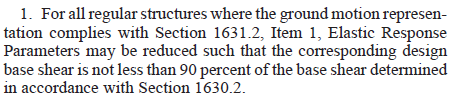 1. For all regular structures where the ground motion represen-
tation complies with Section 1631.2, Item 1, Elastic Response
Parameters may be reduced such that the corresponding design
base shear is not less than 90 percent of the base shear determined
in accordance with Section 1630.2.